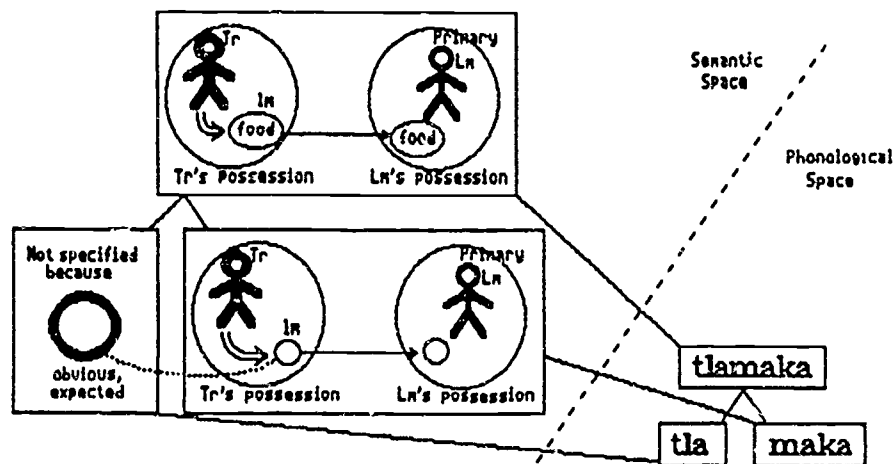 Tr
Primary
Lm
lm
food
food
Tr's possession
Lm's possession
Semantic
Space
Phonological
Space
Not specified
because
obvious,
expected
Tr
Primary
Lm
lm
Tr's possession
Lm's possession
tlamaka
tla
maka